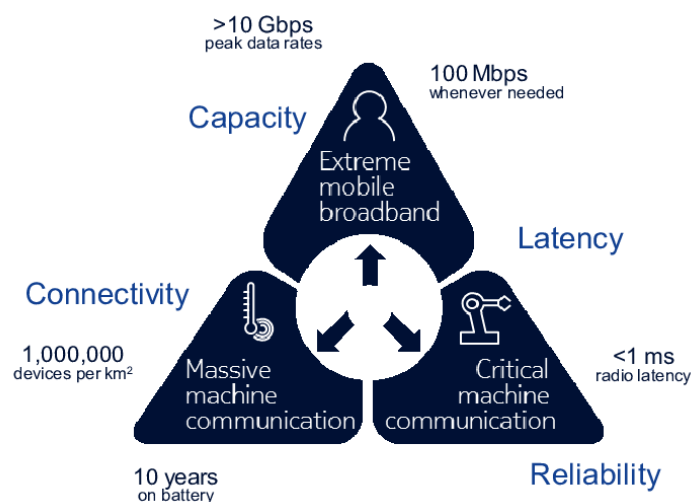 >10 Gbps
peak data rates
100 Mbps
whenever needed
Capacity
Extreme
mobile
broadband
Latency
Connectivity
1,000,000
devices per km²
Massive
machine
communication
Critical
machine
communication
<1 ms
radio latency
10 years
on battery
Reliability